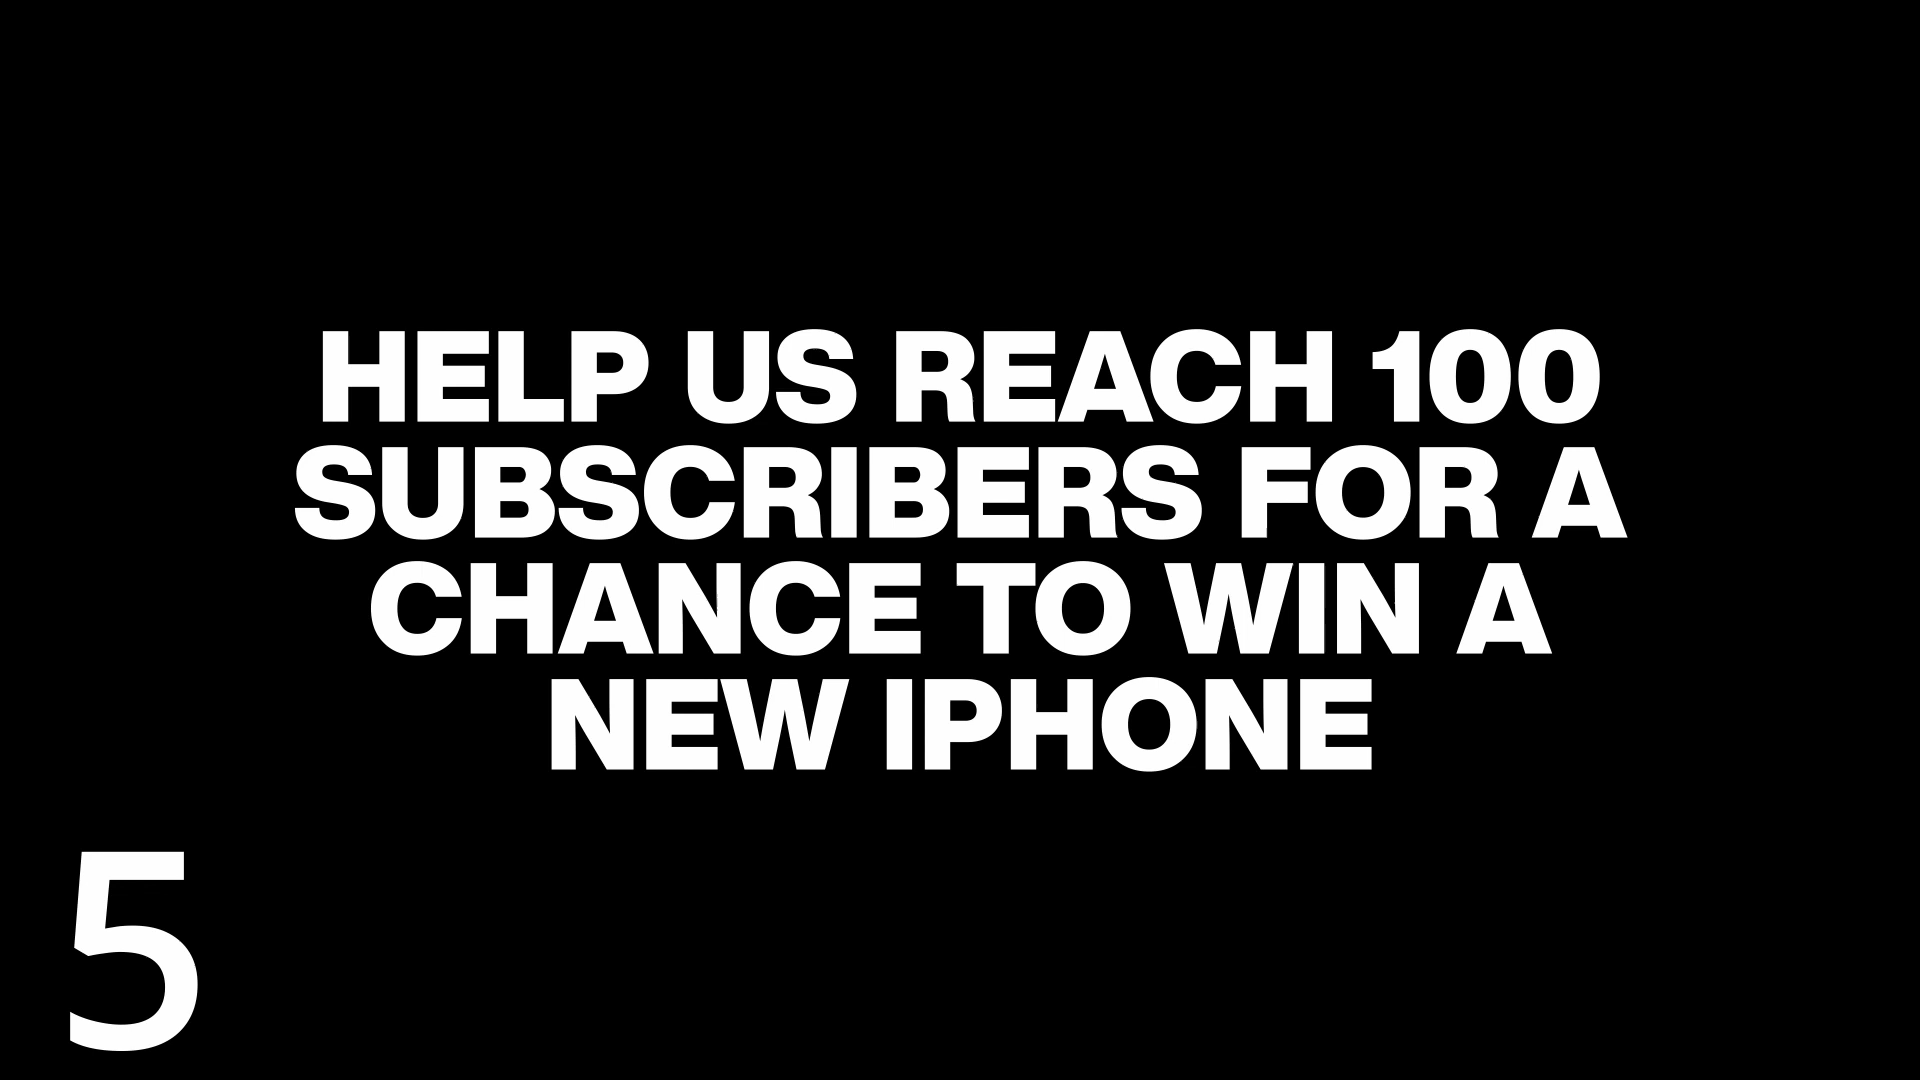 HELP US REACH 100
SUBSCRIBERS FOR A
CHANCE TO WIN A
NEW IPHONE
5